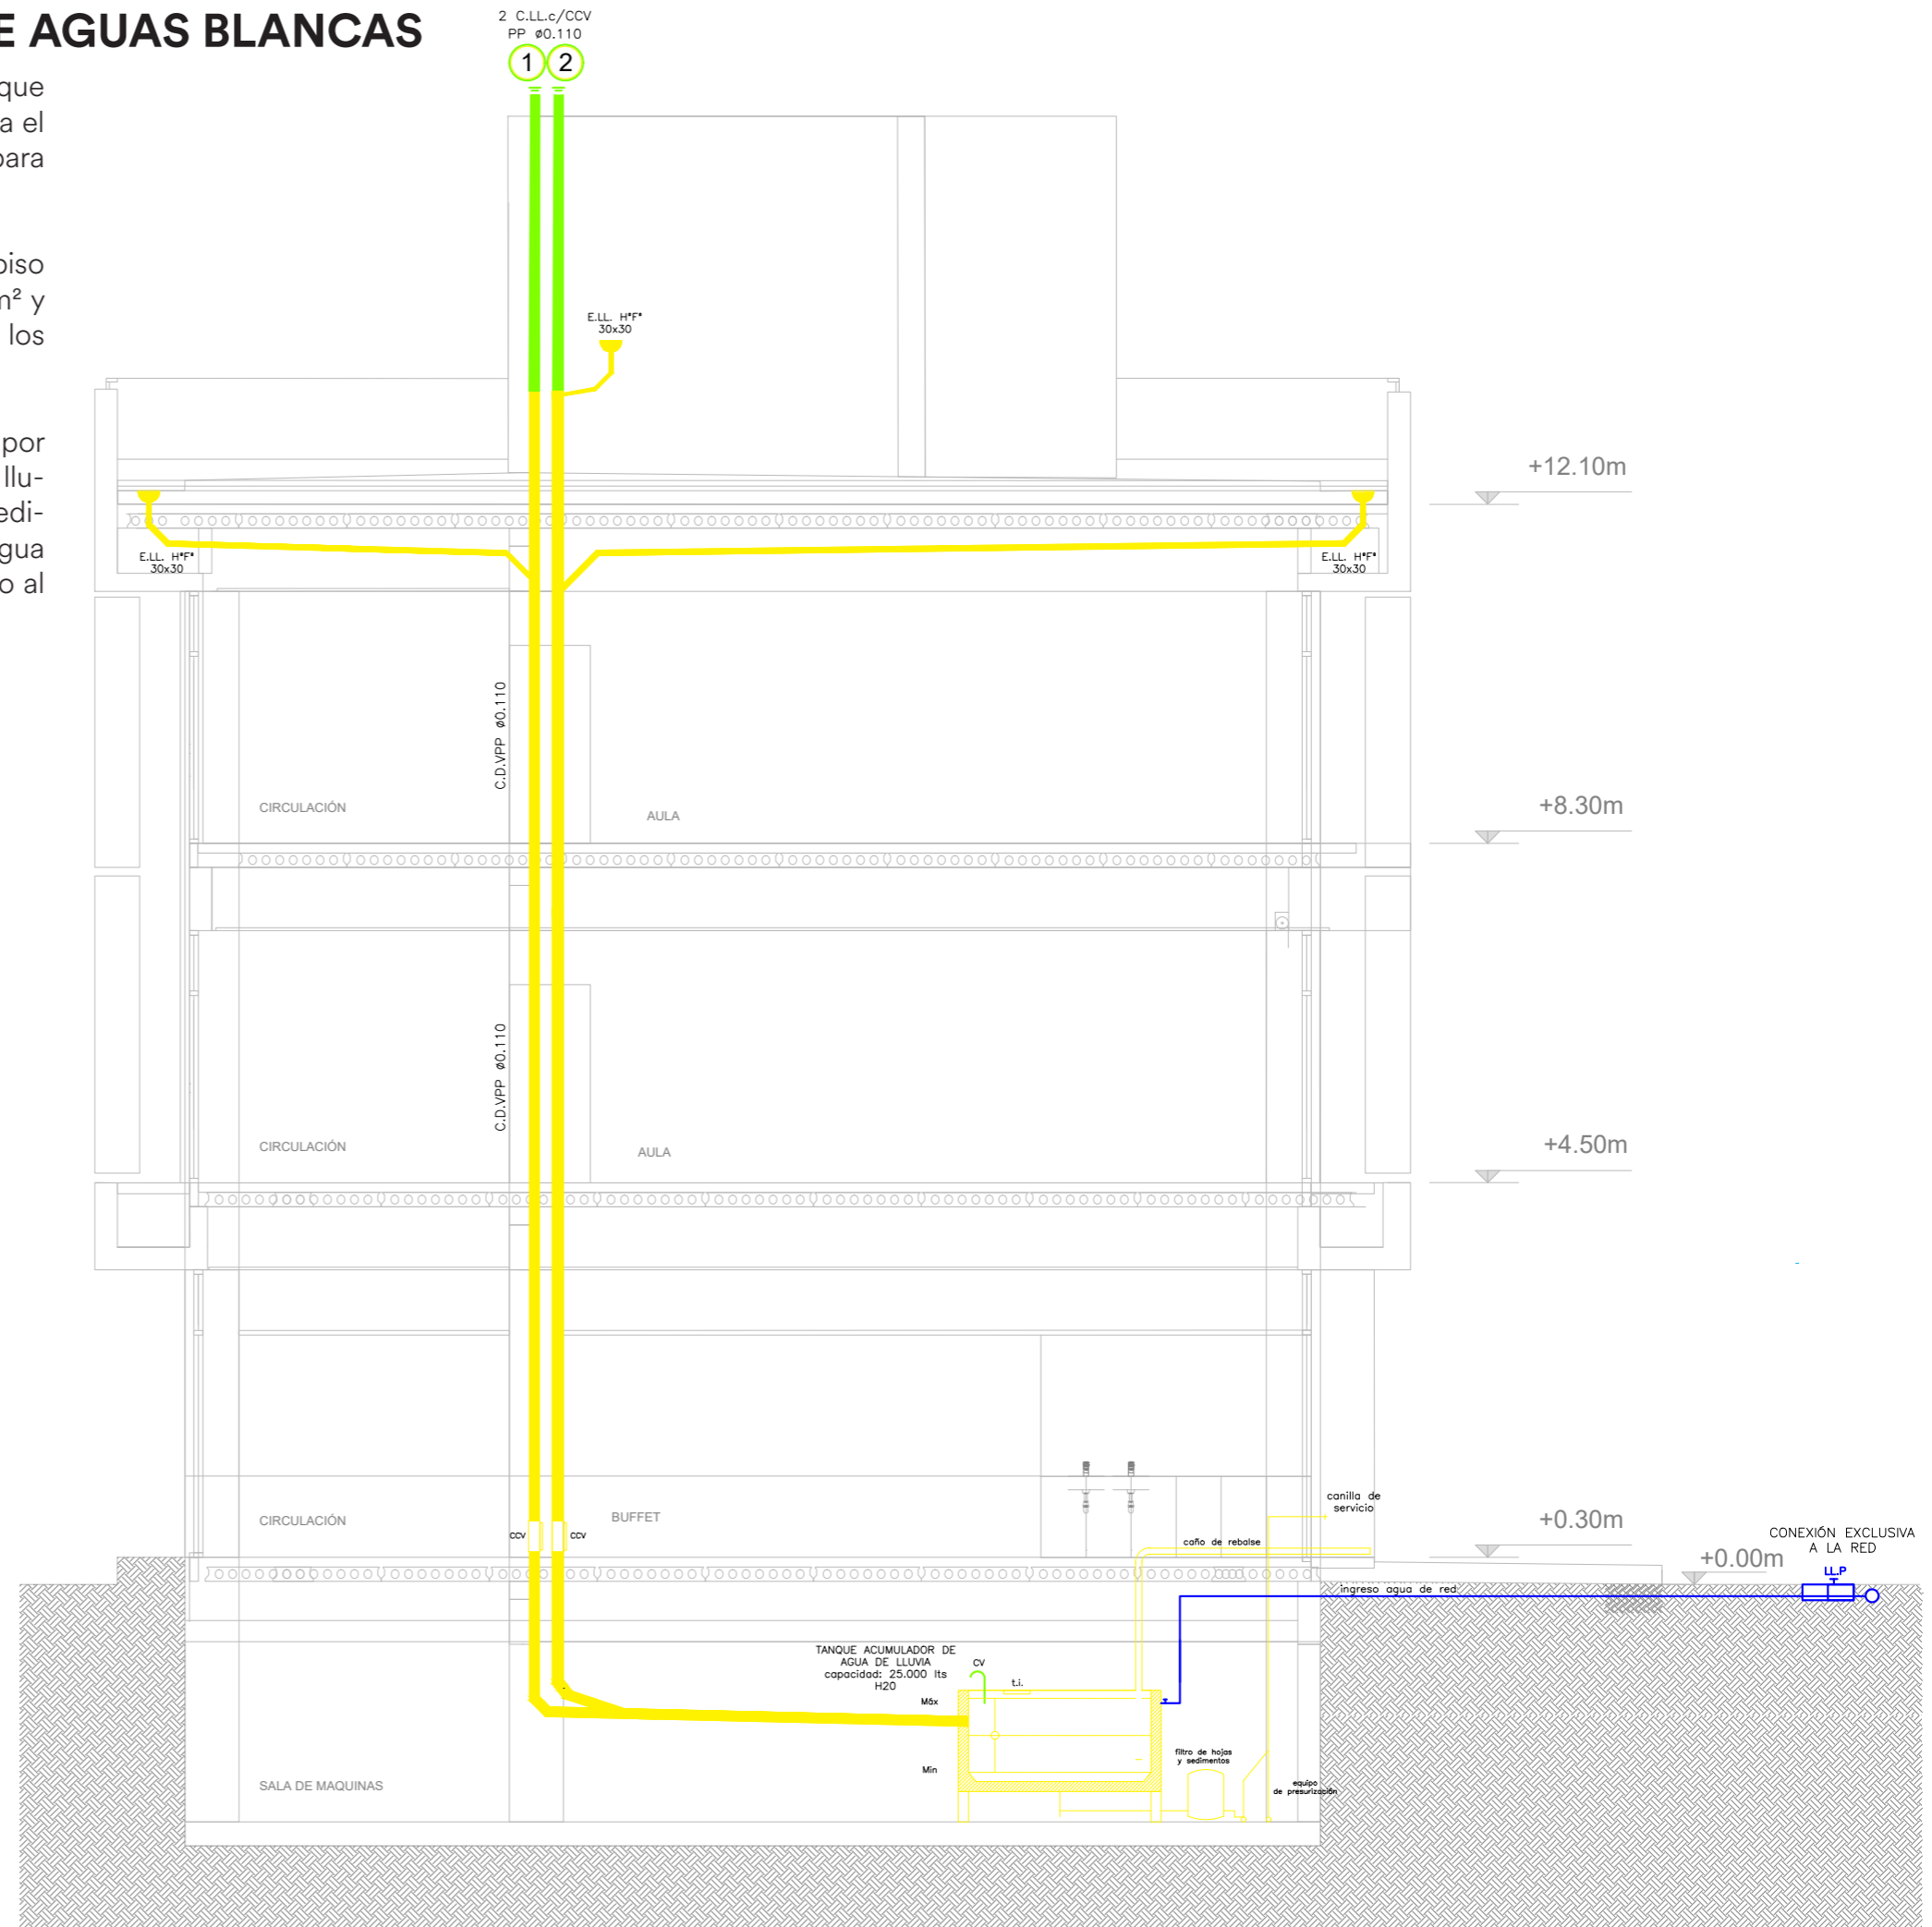 E AGUAS BLANCAS
que
a el
para
piso
m² y
los
por
llu-
edi-
gua
o al
2 C.LL.c/CCV
PP ø0.110
1 2
E.LL. HºFº
30x30
+12.10m
E.LL. HºFº
30x30
E.LL. HºFº
30x30
C.D.VPP ø0.110
CIRCULACIÓN
AULA
+8.30m
C.D.VPP ø0.110
CIRCULACIÓN
AULA
+4.50m
CIRCULACIÓN
BUFFET
CCV
CCV
canilla de
servicio
caño de rebalse
+0.30m
+0.00m
CONEXIÓN EXCLUSIVA
A LA RED
LL.P
ingreso agua de red
TANQUE ACUMULADOR DE
AGUA DE LLUVIA
capacidad: 25.000 lts
H20
CV
t.i.
Máx
Min
filtro de hojas
y sedimentos
equipo
de presurización
SALA DE MAQUINAS